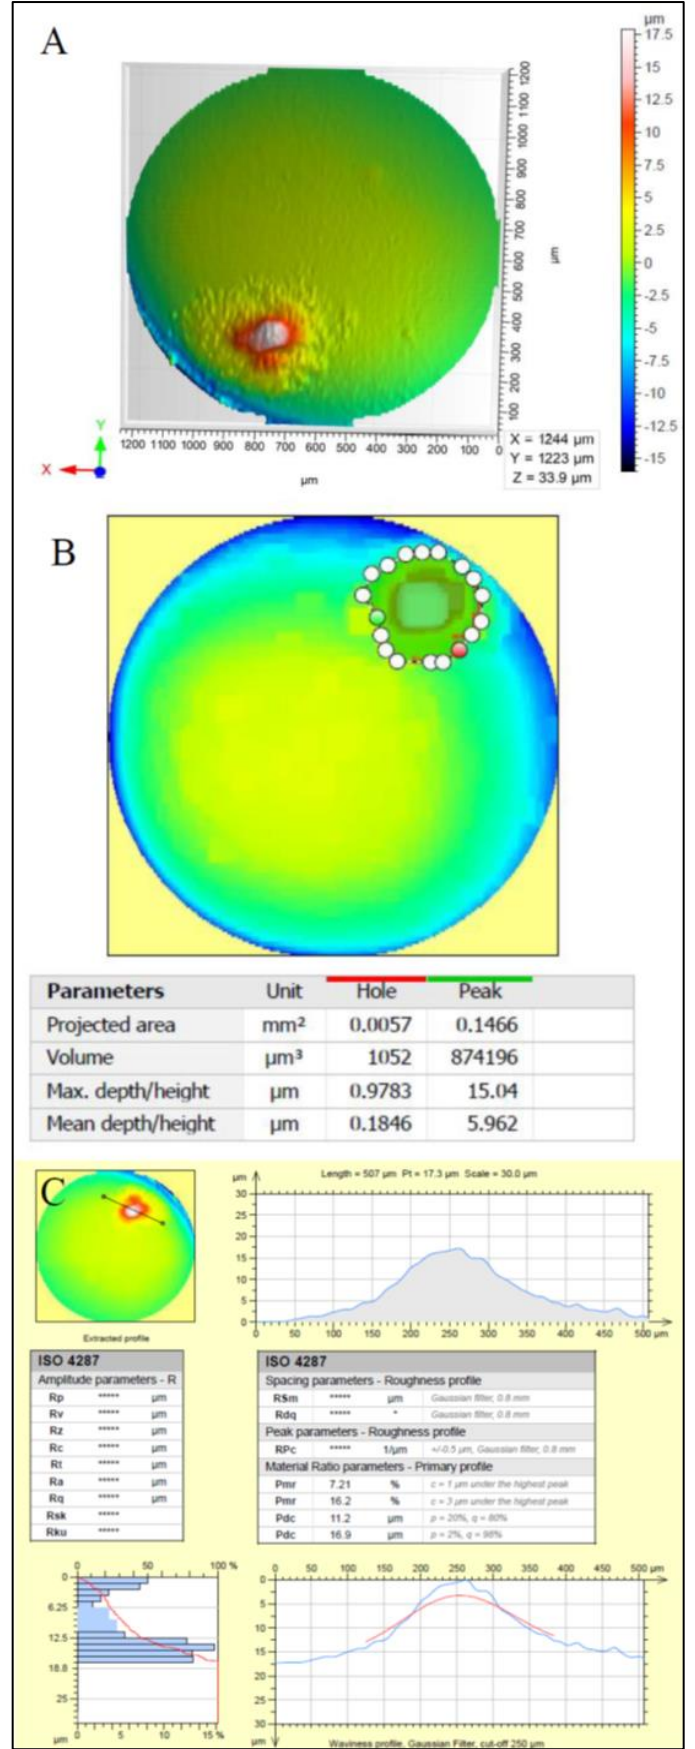 A
µm
17.5
15
12.5
10
7.5
5
2.5
0
-2.5
-5
-7.5
-10
-12.5
-15
1200
1100
1000
900
800
700
600
500
400
300
200
100
µm
Y
X
1200 1100 1000 900 800 700 600 500 400 300 200 100 0
µm
X = 1244 µm
Y = 1223 µm
Z = 33.9 µm
B
Parameters Unit Hole Peak
Projected area mm² 0.0057 0.1466
Volume µm³ 1052 874196
Max. depth/height µm 0.9783 15.04
Mean depth/height µm 0.1846 5.962
C
Extracted profile
µm Length = 507 µm Pt = 17.3 µm Scale = 30.0 µm
30
25
20
15
10
5
0
0 50 100 150 200 250 300 350 400 450 500 µm
ISO 4287
Amplitude parameters - R
Rp ***** µm
Rv ***** µm
Rz ***** µm
Rc ***** µm
Rt ***** µm
Ra ***** µm
Rq ***** µm
Rsk *****
Rku *****
ISO 4287
Spacing parameters - Roughness profile
RSm ***** µm Gaussian filter, 0.8 mm
Rdq ***** ° Gaussian filter, 0.8 mm
Peak parameters - Roughness profile
RPc ***** 1/µm +/-0.5 µm, Gaussian filter, 0.8 mm
Material Ratio parameters - Primary profile
Pmr 7.21 % c = 1 µm under the highest peak
Pmr 16.2 % c = 3 µm under the highest peak
Pdc 11.2 µm p = 20%, q = 80%
Pdc 16.9 µm p = 2%, q = 98%
0 50 100 %
0
6.25
12.5
18.8
25
µm 0 5 10 15 %
0 50 100 150 200 250 300 350 400 450 500 µm
0
5
10
15
20
25
30
µm Waviness profile, Gaussian Filter, cut-off 250 µm